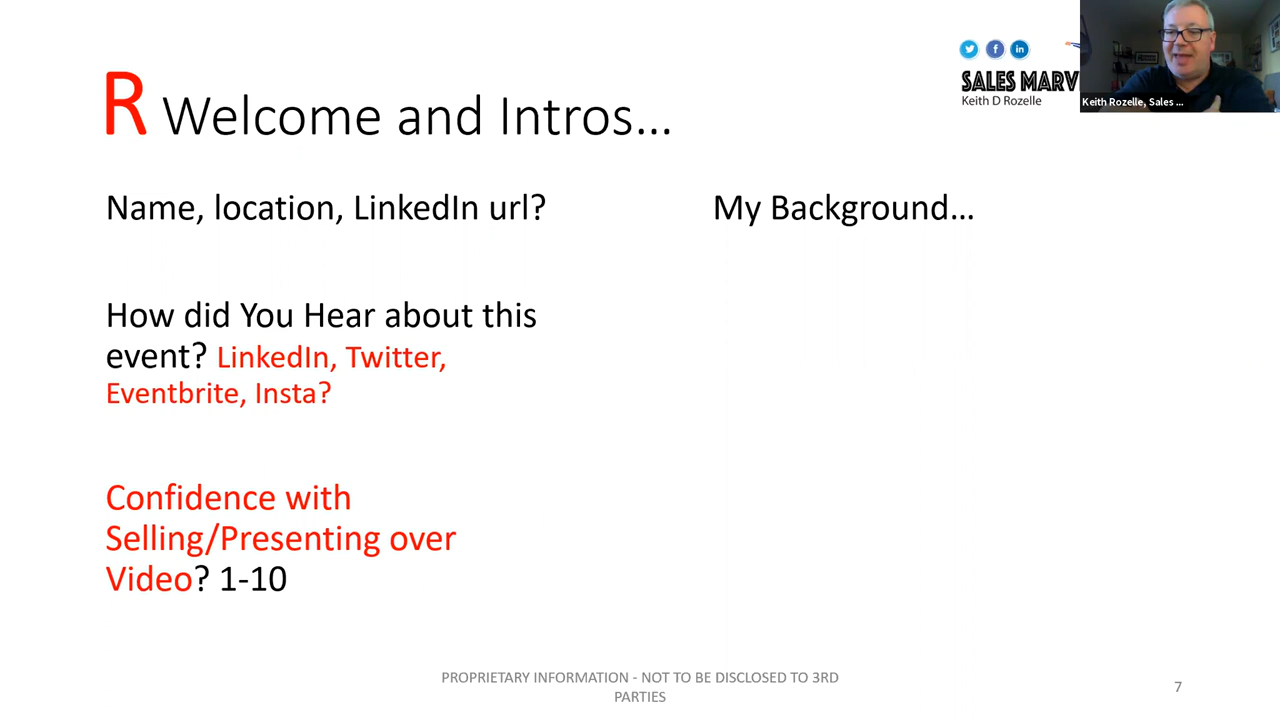 R Welcome and Intros...
SALES MARV
Keith D Rozelle
Keith Rozelle, Sales ...
Name, location, LinkedIn url?
How did You Hear about this
event? LinkedIn, Twitter,
Eventbrite, Insta?
Confidence with
Selling/Presenting over
Video? 1-10
My Background...
PROPRIETARY INFORMATION - NOT TO BE DISCLOSED TO 3RD
PARTIES
7